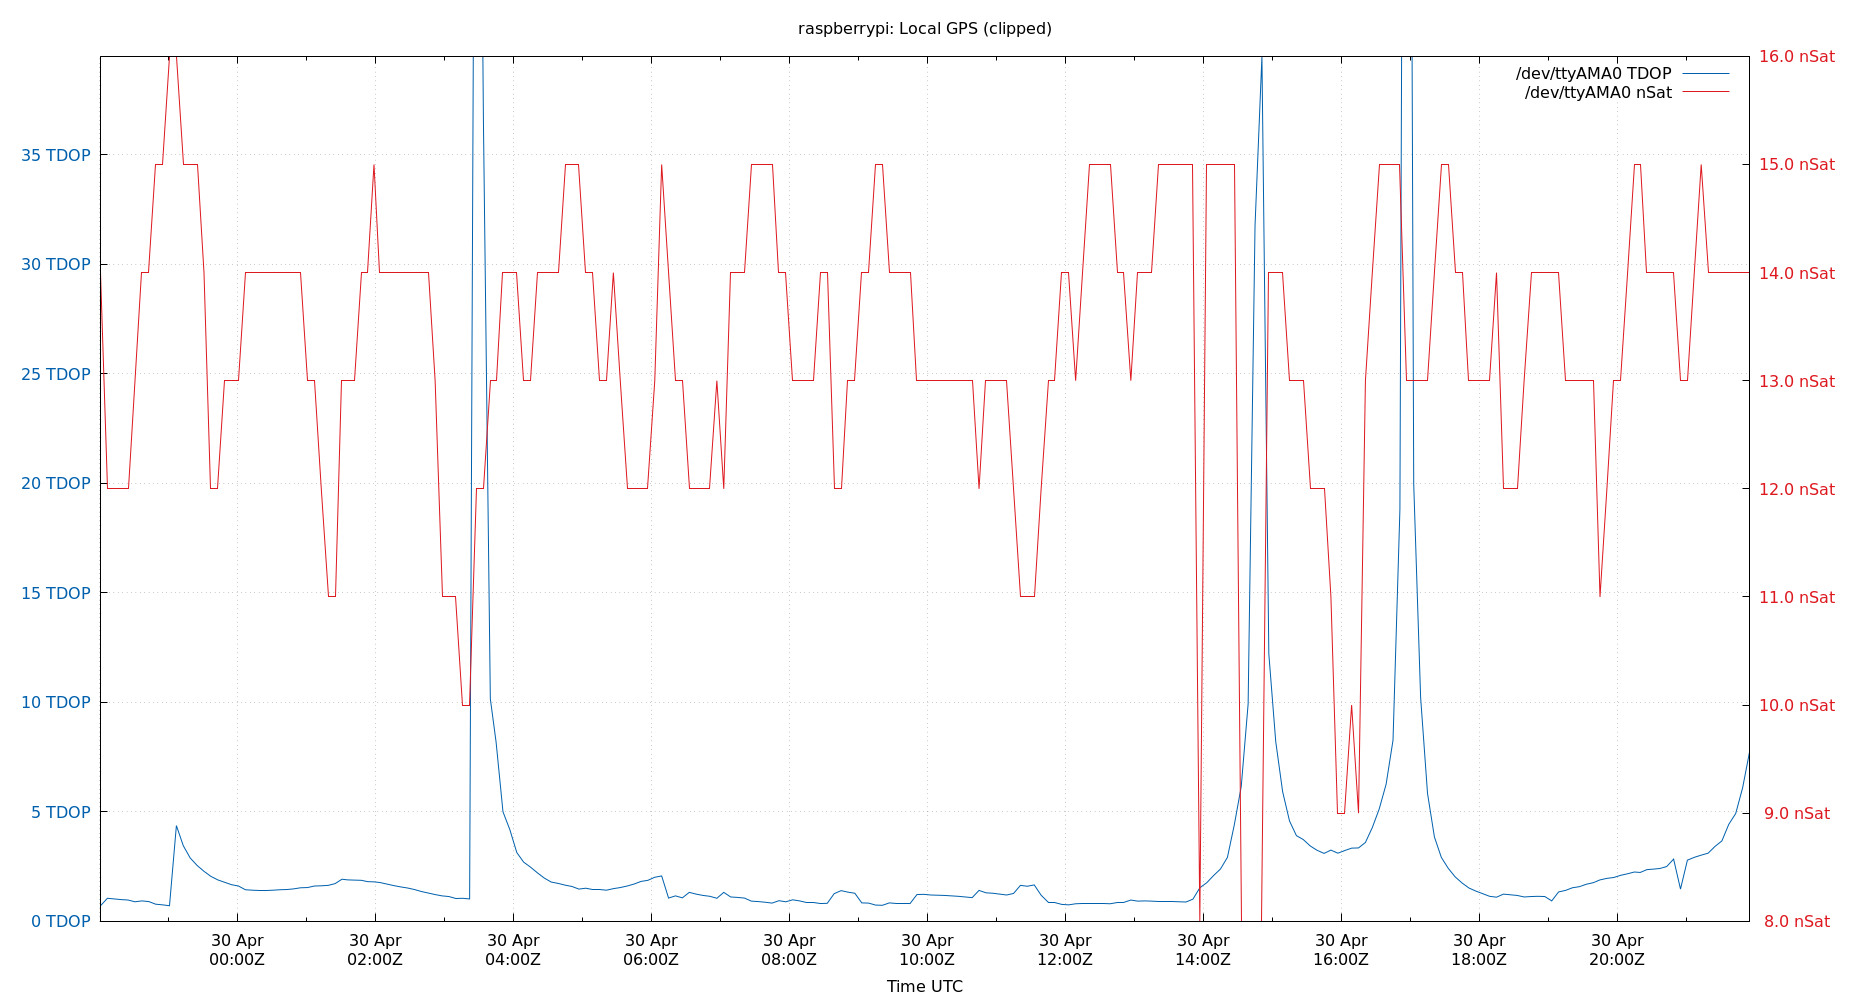 raspberrypi: Local GPS (clipped)
/dev/ttyAMA0 TDOP
/dev/ttyAMA0 nSat
35 TDOP
30 TDOP
25 TDOP
20 TDOP
15 TDOP
10 TDOP
5 TDOP
0 TDOP
16.0 nSat
15.0 nSat
14.0 nSat
13.0 nSat
12.0 nSat
11.0 nSat
10.0 nSat
9.0 nSat
8.0 nSat
30 Apr 30 Apr 30 Apr 30 Apr 30 Apr 30 Apr 30 Apr 30 Apr 30 Apr 30 Apr 30 Apr
00:00Z 02:00Z 04:00Z 06:00Z 08:00Z 10:00Z 12:00Z 14:00Z 16:00Z 18:00Z 20:00Z
Time UTC